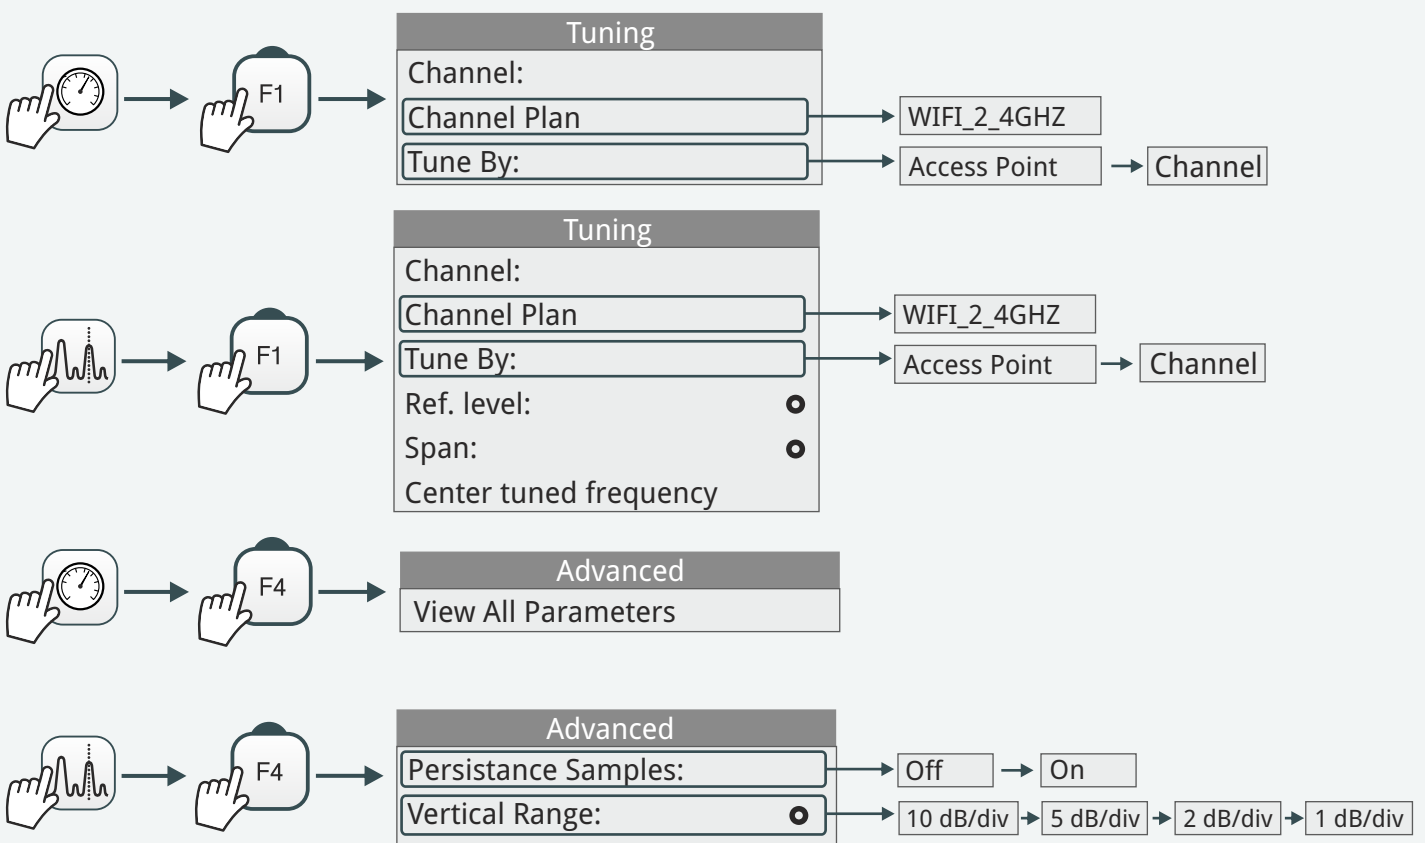 Tuning
F1
Channel:
Channel Plan
WIFI_2_4GHZ
Tune By:
Access Point
Channel
Tuning
F1
Channel:
Channel Plan
WIFI_2_4GHZ
Tune By:
Access Point
Channel
Ref. level:
Span:
Center tuned frequency
F4
Advanced
View All Parameters
F4
Advanced
Persistance Samples:
Off
On
Vertical Range:
10 dB/div
5 dB/div
2 dB/div
1 dB/div